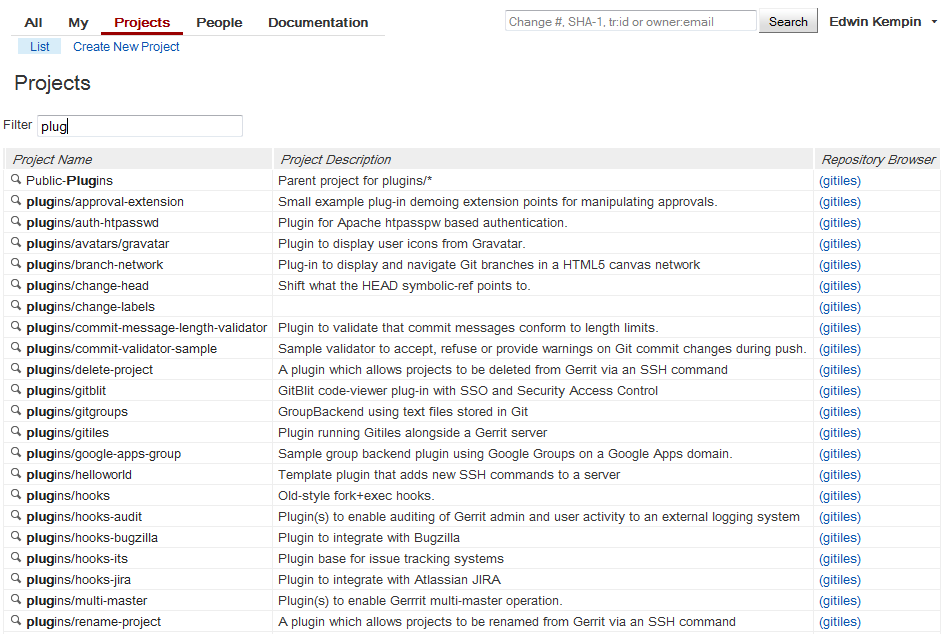 All My Projects People Documentation Change #, SHA-1, tr:id or owner:email Search Edwin Kempin
List Create New Project
Projects
Filter plug
Project Name Project Description Repository Browser
Public-Plugins Parent project for plugins/* (gitiles)
plugins/approval-extension Small example plug-in demoing extension points for manipulating approvals. (gitiles)
plugins/auth-htpasswd Plugin for Apache htpasspw based authentication. (gitiles)
plugins/avatars/gravatar Plugin to display user icons from Gravatar. (gitiles)
plugins/branch-network Plug-in to display and navigate Git branches in a HTML5 canvas network (gitiles)
plugins/change-head Shift what the HEAD symbolic-ref points to. (gitiles)
plugins/change-labels (gitiles)
plugins/commit-message-length-validator Plugin to validate that commit messages conform to length limits. (gitiles)
plugins/commit-validator-sample Sample validator to accept, refuse or provide warnings on Git commit changes during push. (gitiles)
plugins/delete-project A plugin which allows projects to be deleted from Gerrit via an SSH command (gitiles)
plugins/gitblit GitBlit code-viewer plug-in with SSO and Security Access Control (gitiles)
plugins/gitgroups GroupBackend using text files stored in Git (gitiles)
plugins/gitiles Plugin running Gitiles alongside a Gerrit server (gitiles)
plugins/google-apps-group Sample group backend plugin using Google Groups on a Google Apps domain. (gitiles)
plugins/helloworld Template plugin that adds new SSH commands to a server (gitiles)
plugins/hooks Old-style fork+exec hooks. (gitiles)
plugins/hooks-audit Plugin(s) to enable auditing of Gerrit admin and user activity to an external logging system (gitiles)
plugins/hooks-bugzilla Plugin to integrate with Bugzilla (gitiles)
plugins/hooks-its Plugin base for issue tracking systems (gitiles)
plugins/hooks-jira Plugin to integrate with Atlassian JIRA (gitiles)
plugins/multi-master Plugin(s) to enable Gerrrit multi-master operation. (gitiles)
plugins/rename-project A plugin which allows projects to be renamed from Gerrit via an SSH command (gitiles)